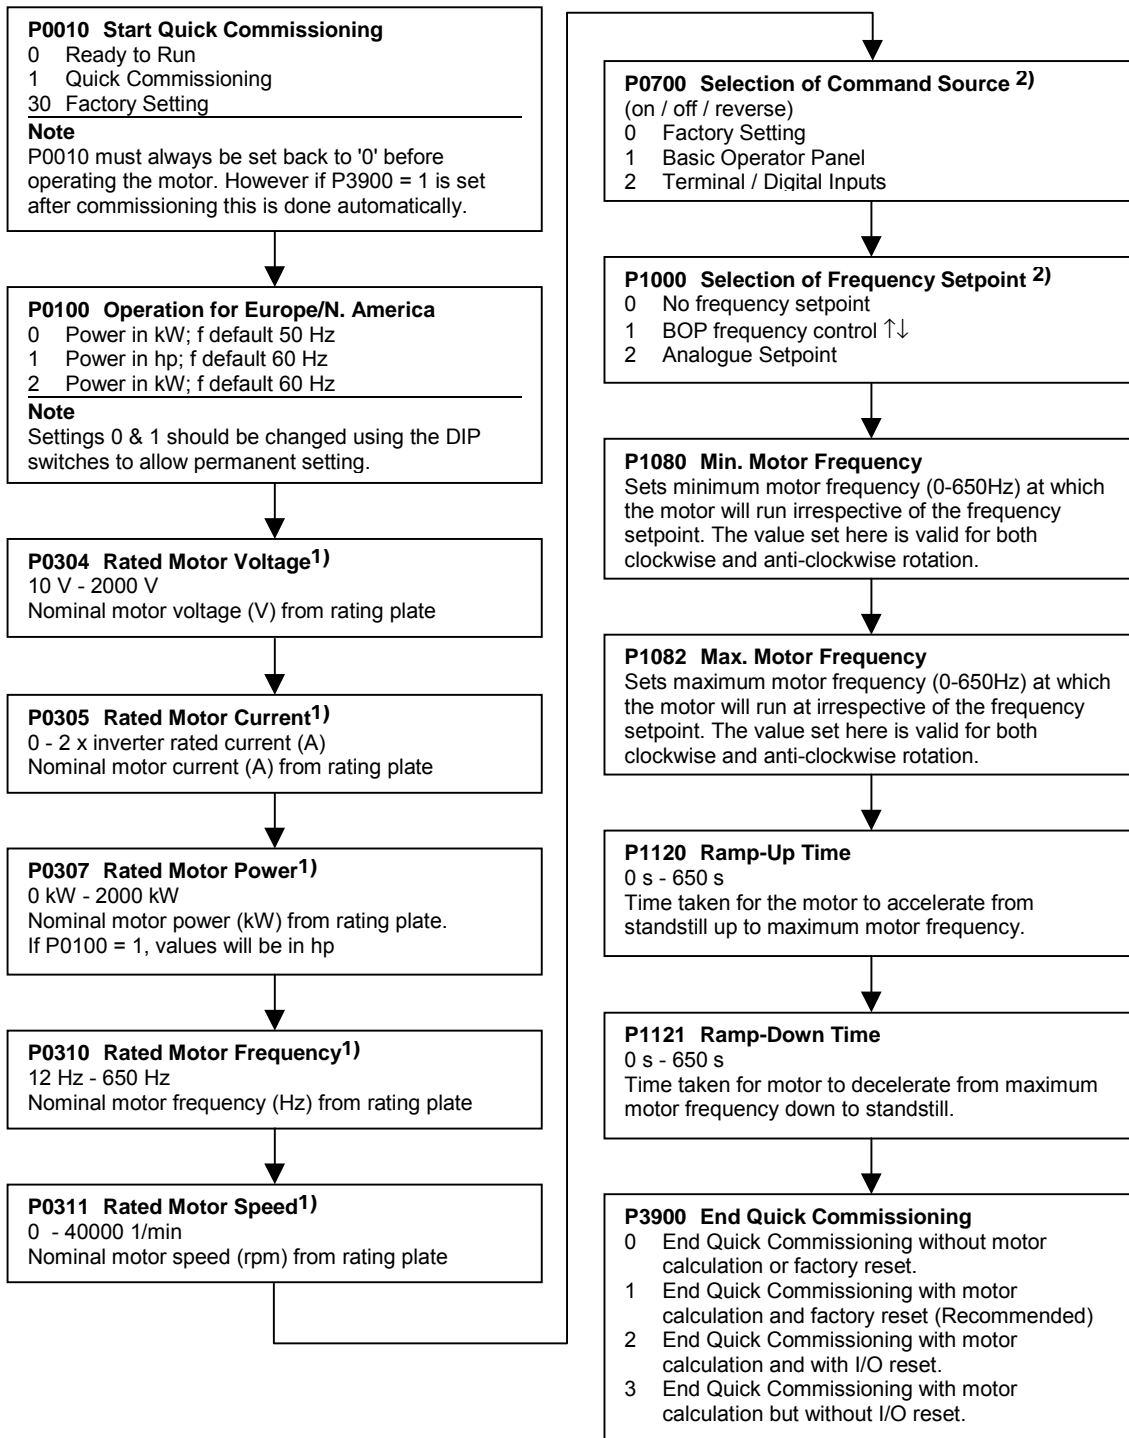 P0010 Start Quick Commissioning
0 Ready to Run
1 Quick Commissioning
30 Factory Setting
Note
P0010 must always be set back to '0' before
operating the motor. However if P3900 = 1 is set
after commissioning this is done automatically.
P0100 Operation for Europe/N. America
0 Power in kW; f default 50 Hz
1 Power in hp; f default 60 Hz
2 Power in kW; f default 60 Hz
Note
Settings 0 & 1 should be changed using the DIP
switches to allow permanent setting.
P0304 Rated Motor Voltage1)
10 V - 2000 V
Nominal motor voltage (V) from rating plate
P0305 Rated Motor Current1)
0 - 2 x inverter rated current (A)
Nominal motor current (A) from rating plate
P0307 Rated Motor Power1)
0 kW - 2000 kW
Nominal motor power (kW) from rating plate.
If P0100 = 1, values will be in hp
P0310 Rated Motor Frequency1)
12 Hz - 650 Hz
Nominal motor frequency (Hz) from rating plate
P0311 Rated Motor Speed1)
0 - 40000 1/min
Nominal motor speed (rpm) from rating plate
P0700 Selection of Command Source 2)
(on / off / reverse)
0 Factory Setting
1 Basic Operator Panel
2 Terminal / Digital Inputs
P1000 Selection of Frequency Setpoint 2)
0 No frequency setpoint
1 BOP frequency control ↑↓
2 Analogue Setpoint
P1080 Min. Motor Frequency
Sets minimum motor frequency (0-650Hz) at which
the motor will run irrespective of the frequency
setpoint. The value set here is valid for both
clockwise and anti-clockwise rotation.
P1082 Max. Motor Frequency
Sets maximum motor frequency (0-650Hz) at which
the motor will run at irrespective of the frequency
setpoint. The value set here is valid for both
clockwise and anti-clockwise rotation.
P1120 Ramp-Up Time
0 s - 650 s
Time taken for the motor to accelerate from
standstill up to maximum motor frequency.
P1121 Ramp-Down Time
0 s - 650 s
Time taken for motor to decelerate from maximum
motor frequency down to standstill.
P3900 End Quick Commissioning
0 End Quick Commissioning without motor
calculation or factory reset.
1 End Quick Commissioning with motor
calculation and factory reset (Recommended)
2 End Quick Commissioning with motor
calculation and with I/O reset.
3 End Quick Commissioning with motor
calculation but without I/O reset.